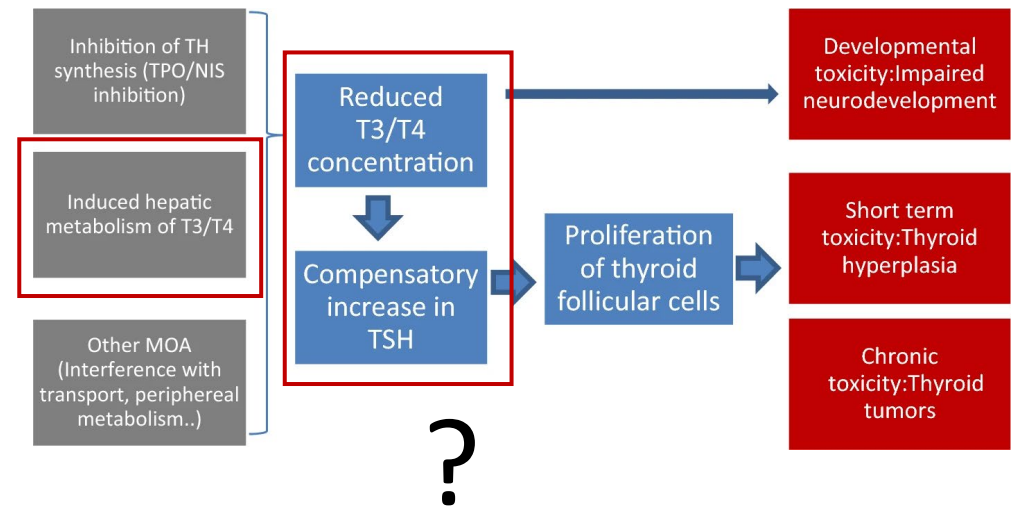 Inhibition of TH
synthesis (TPO/NIS
inhibition)
Induced hepatic
metabolism of T3/T4
Other MOA
(Interference with
transport, periphereal
metabolism..)
Reduced
T3/T4
concentration
Compensatory
increase in
TSH
Proliferation
of thyroid
follicular cells
Developmental
toxicity:Impaired
neurodevelopment
Short term
toxicity:Thyroid
hyperplasia
Chronic
toxicity:Thyroid
tumors
?